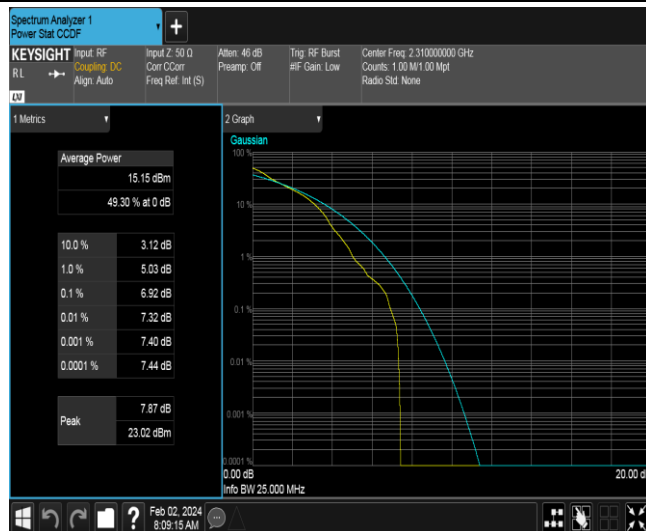 Spectrum Analyzer 1
Power Stat CCDF
KEYSIGHT
RL
Input: RF
Coupling: DC
Align: Auto
Input Z: 50 Ω
Corr CCorr
Freq Ref: Int (S)
Atten: 46 dB
Preamp: Off
Trig: RF Burst
#IF Gain: Low
Center Freq: 2.310000000 GHz
Counts: 1.00 M/1.00 Mpt
Radio Std: None
1 Metrics
Average Power
15.15 dBm
49.30 % at 0 dB
10.0 % 3.12 dB
1.0 % 5.03 dB
0.1 % 6.92 dB
0.01 % 7.32 dB
0.001 % 7.40 dB
0.0001 % 7.44 dB
Peak
7.87 dB
23.02 dBm
2 Graph
Gaussian
100 %
10 %
1 %
0.1 %
0.01 %
0.001 %
0.0001 %
0.00 dB
20.00 d
Info BW 25.000 MHz
Feb 02, 2024
8:09:15 AM